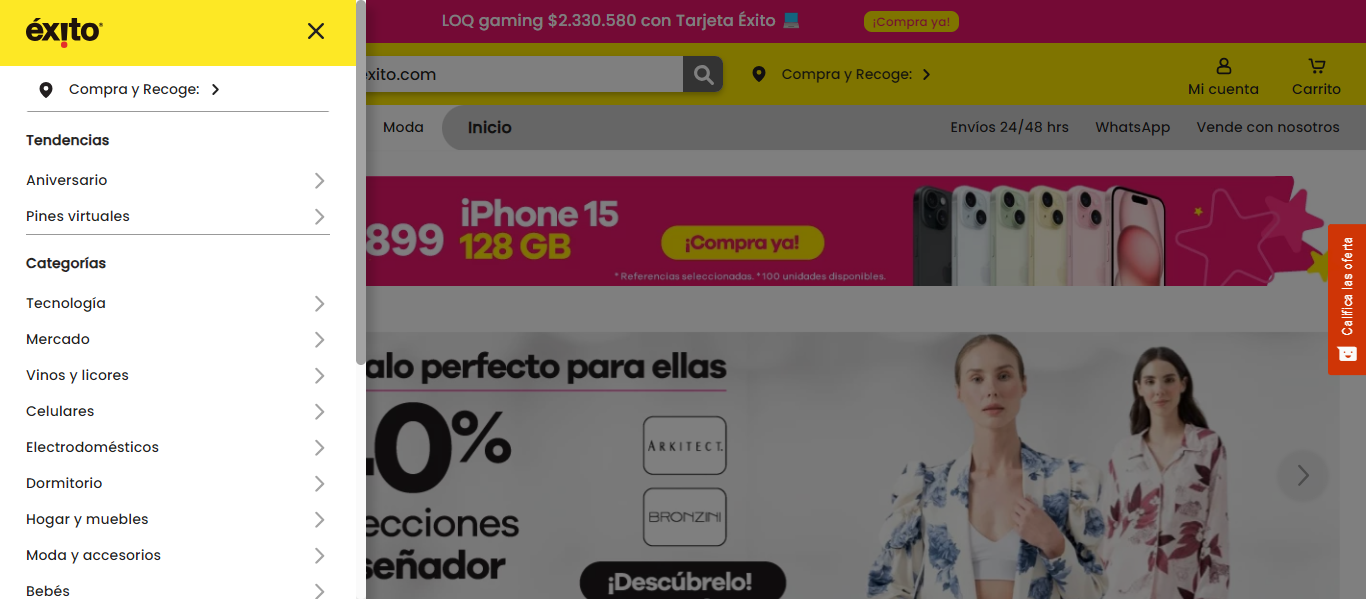 éxito
Compra y Recoge:
Tendencias
Aniversario
Pines virtuales
Categorías
Tecnología
Mercado
Vinos y licores
Celulares
Electrodomésticos
Dormitorio
Hogar y muebles
Moda y accesorios
Bebés
LOQ gaming $2.330.580 con Tarjeta Éxito
¡Compra ya!
xito.com
Compra y Recoge:
Mi cuenta
Carrito
Moda
Inicio
Envíos 24/48 hrs
WhatsApp
Vende con nosotros
899
iPhone 15
128 GB
¡Compra ya!
*Referencias seleccionadas. *100 unidades disponibles.
Califica las oferta
alo perfecto para ellas
0%
ARKITECT.
BRONZINI
ecciones
señador
¡Descúbrelo!